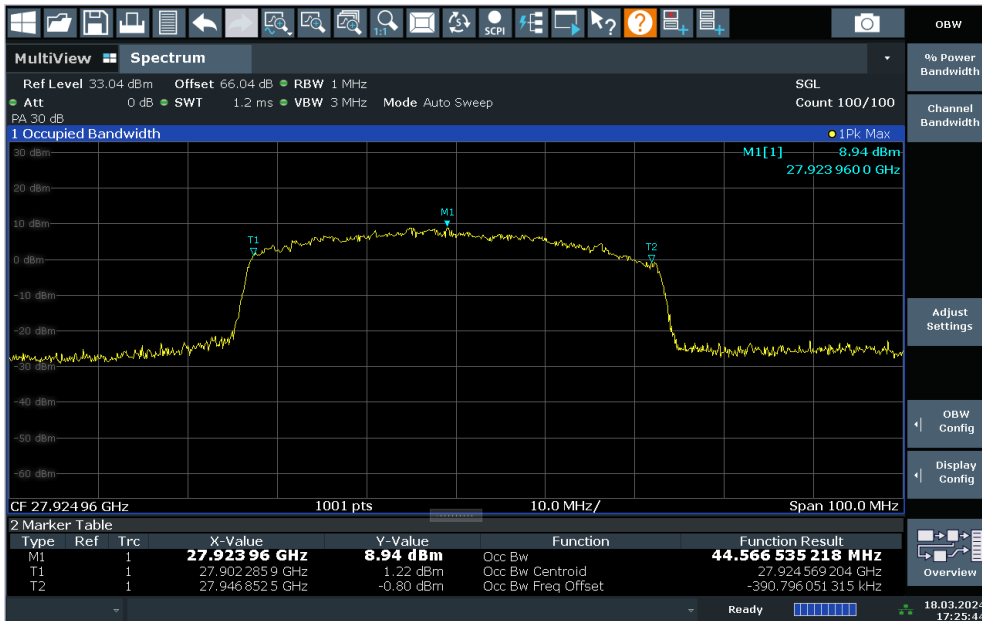 1:1
SCPI
?
?
OBW
MultiView Spectrum
Ref Level 33.04 dBm Offset 66.04 dB RBW 1 MHz SGL
Att 0 dB SWT 1.2 ms VBW 3 MHz Mode Auto Sweep Count 100/100
PA 30 dB
1 Occupied Bandwidth 1Pk Max
30 dBm
M1[1] 8.94 dBm
27.923 960 0 GHz
20 dBm
M1
10 dBm
T1
T2
0 dBm
-10 dBm
-20 dBm
-30 dBm
-40 dBm
-50 dBm
-60 dBm
CF 27.92496 GHz 1001 pts 10.0 MHz/ Span 100.0 MHz
2 Marker Table
Type Ref Trc X-Value Y-Value Function Function Result
M1 1 27.923 96 GHz 8.94 dBm Occ Bw 44.566 535 218 MHz
T1 1 27.902 285 9 GHz 1.22 dBm Occ Bw Centroid 27.924 569 204 GHz
T2 1 27.946 852 5 GHz -0.80 dBm Occ Bw Freq Offset -390.796 051 315 kHz
% Power
Bandwidth
Channel
Bandwidth
Adjust
Settings
OBW
Config
Display
Config
Overview
Ready
18.03.2024
17:25:44